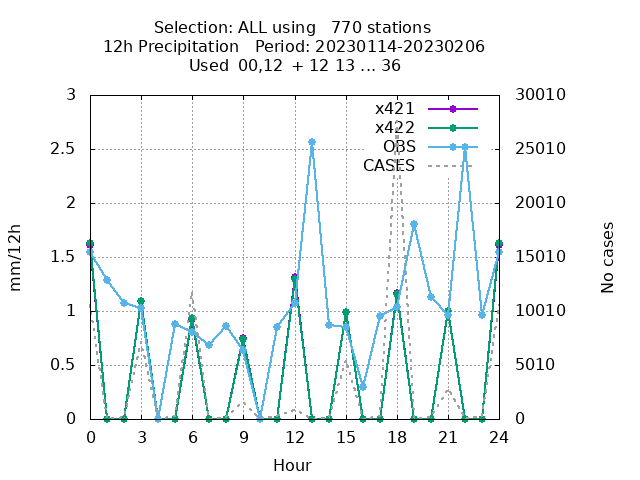 Selection: ALL using   770 stations
12h Precipitation   Period: 20230114-20230206
Used  00,12  + 12 13 ... 36
3 30010
x421
x422
2.5 OBS 25010
CASES
2 20010
mm/12h
No cases
1.5 15010
1 10010
0.5 5010
0 0
0 3 6 9 12 15 18 21 24
Hour